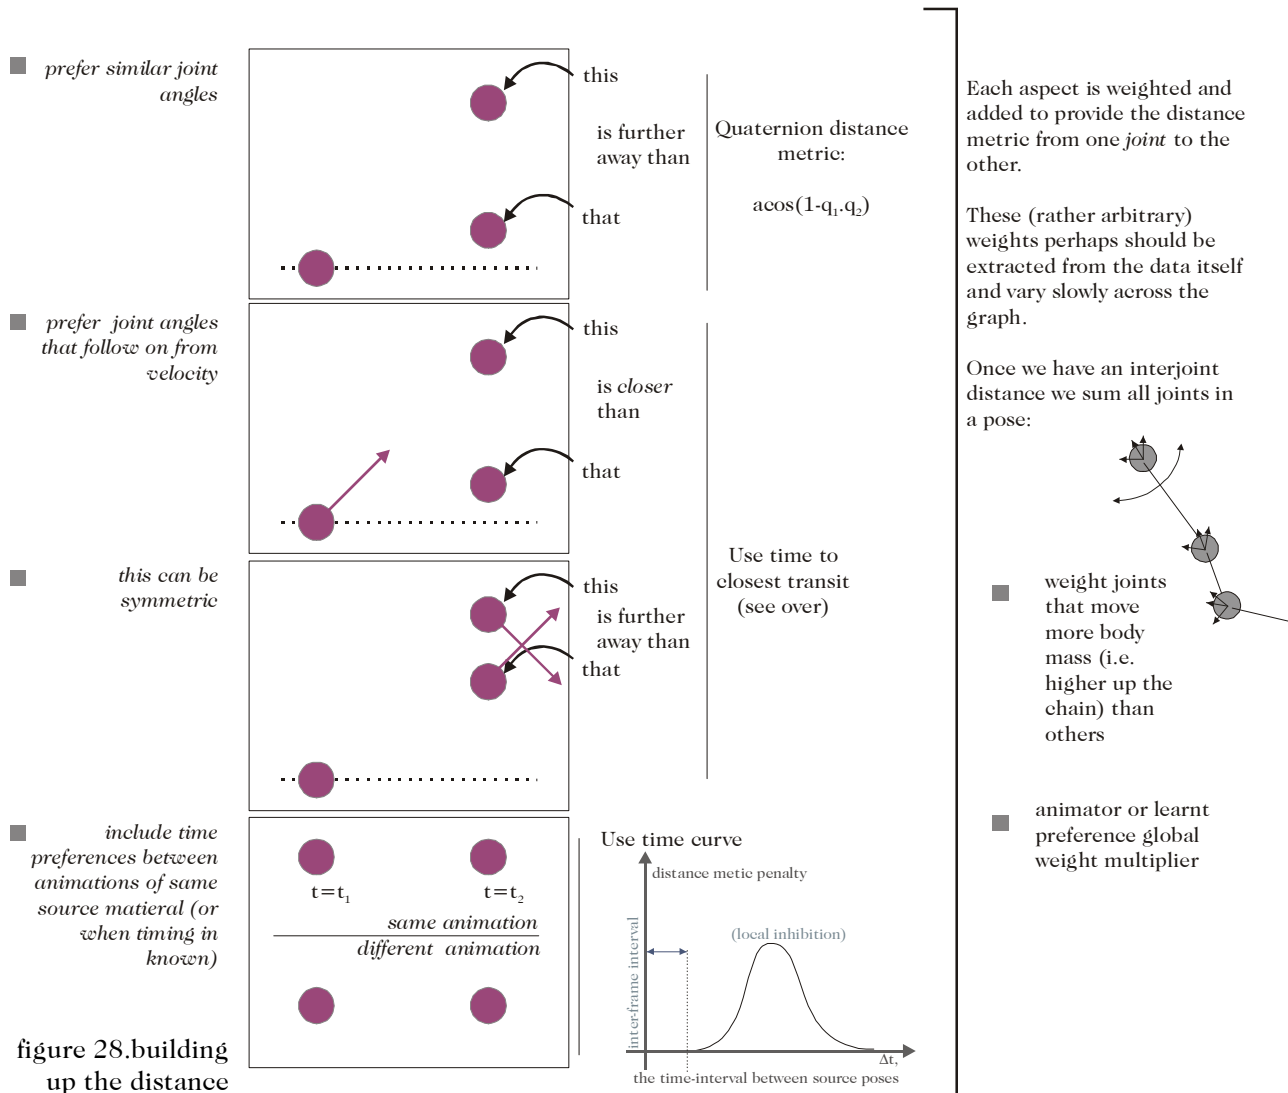 prefer similar joint
angles
this
is further
away than
that
Quaternion distance
metric:
acos(1-q₁.q₂)
prefer joint angles
that follow on from
velocity
this
is closer
than
that
this can be
symmetric
this
is further
away than
that
Use time to
closest transit
(see over)
include time
preferences between
animations of same
source matieral (or
when timing in
known)
t=t₁
t=t₂
same animation
different animation
Use time curve
distance metic penalty
(local inhibition)
inter-frame interval
Δt,
the time-interval between source poses
figure 28.building
up the distance
Each aspect is weighted and
added to provide the distance
metric from one joint to the
other.
These (rather arbitrary)
weights perhaps should be
extracted from the data itself
and vary slowly across the
graph.
Once we have an interjoint
distance we sum all joints in
a pose:
weight joints
that move
more body
mass (i.e.
higher up the
chain) than
others
animator or learnt
preference global
weight multiplier